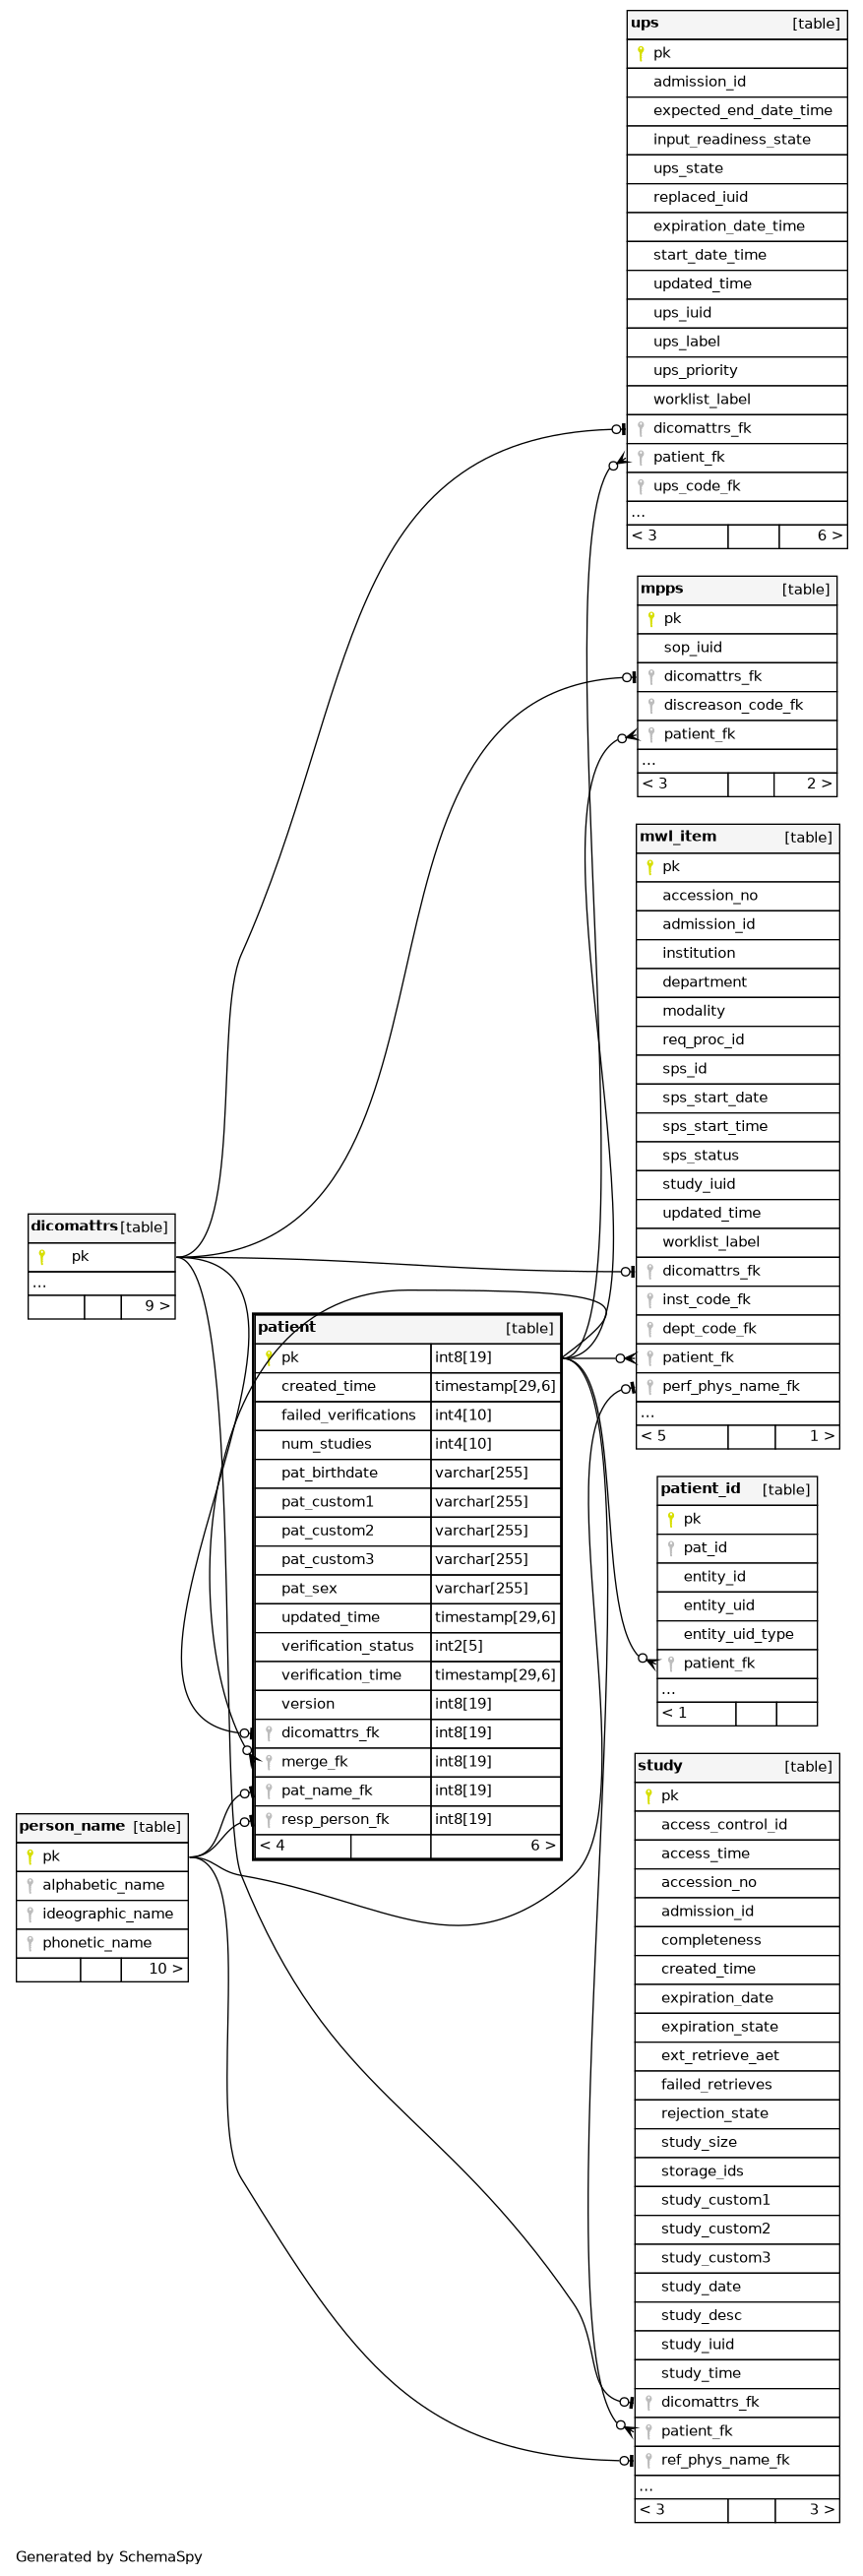 ups [table]
pk
admission_id
expected_end_date_time
input_readiness_state
ups_state
replaced_iuid
expiration_date_time
start_date_time
updated_time
ups_iuid
ups_label
ups_priority
worklist_label
dicomattrs_fk
patient_fk
ups_code_fk
...
< 3 6 >
mpps [table]
pk
sop_iuid
dicomattrs_fk
discreason_code_fk
patient_fk
...
< 3 2 >
mwl_item [table]
pk
accession_no
admission_id
institution
department
modality
req_proc_id
sps_id
sps_start_date
sps_start_time
sps_status
study_iuid
updated_time
worklist_label
dicomattrs_fk
inst_code_fk
dept_code_fk
patient_fk
perf_phys_name_fk
...
< 5 1 >
dicomattrs [table]
pk
...
9 >
patient [table]
pk int8[19]
created_time timestamp[29,6]
failed_verifications int4[10]
num_studies int4[10]
pat_birthdate varchar[255]
pat_custom1 varchar[255]
pat_custom2 varchar[255]
pat_custom3 varchar[255]
pat_sex varchar[255]
updated_time timestamp[29,6]
verification_status int2[5]
verification_time timestamp[29,6]
version int8[19]
dicomattrs_fk int8[19]
merge_fk int8[19]
pat_name_fk int8[19]
resp_person_fk int8[19]
< 4 6 >
patient_id [table]
pk
pat_id
entity_id
entity_uid
entity_uid_type
patient_fk
...
< 1
person_name [table]
pk
alphabetic_name
ideographic_name
phonetic_name
10 >
study [table]
pk
access_control_id
access_time
accession_no
admission_id
completeness
created_time
expiration_date
expiration_state
ext_retrieve_aet
failed_retrieves
rejection_state
study_size
storage_ids
study_custom1
study_custom2
study_custom3
study_date
study_desc
study_iuid
study_time
dicomattrs_fk
patient_fk
ref_phys_name_fk
...
< 3 3 >
Generated by SchemaSpy